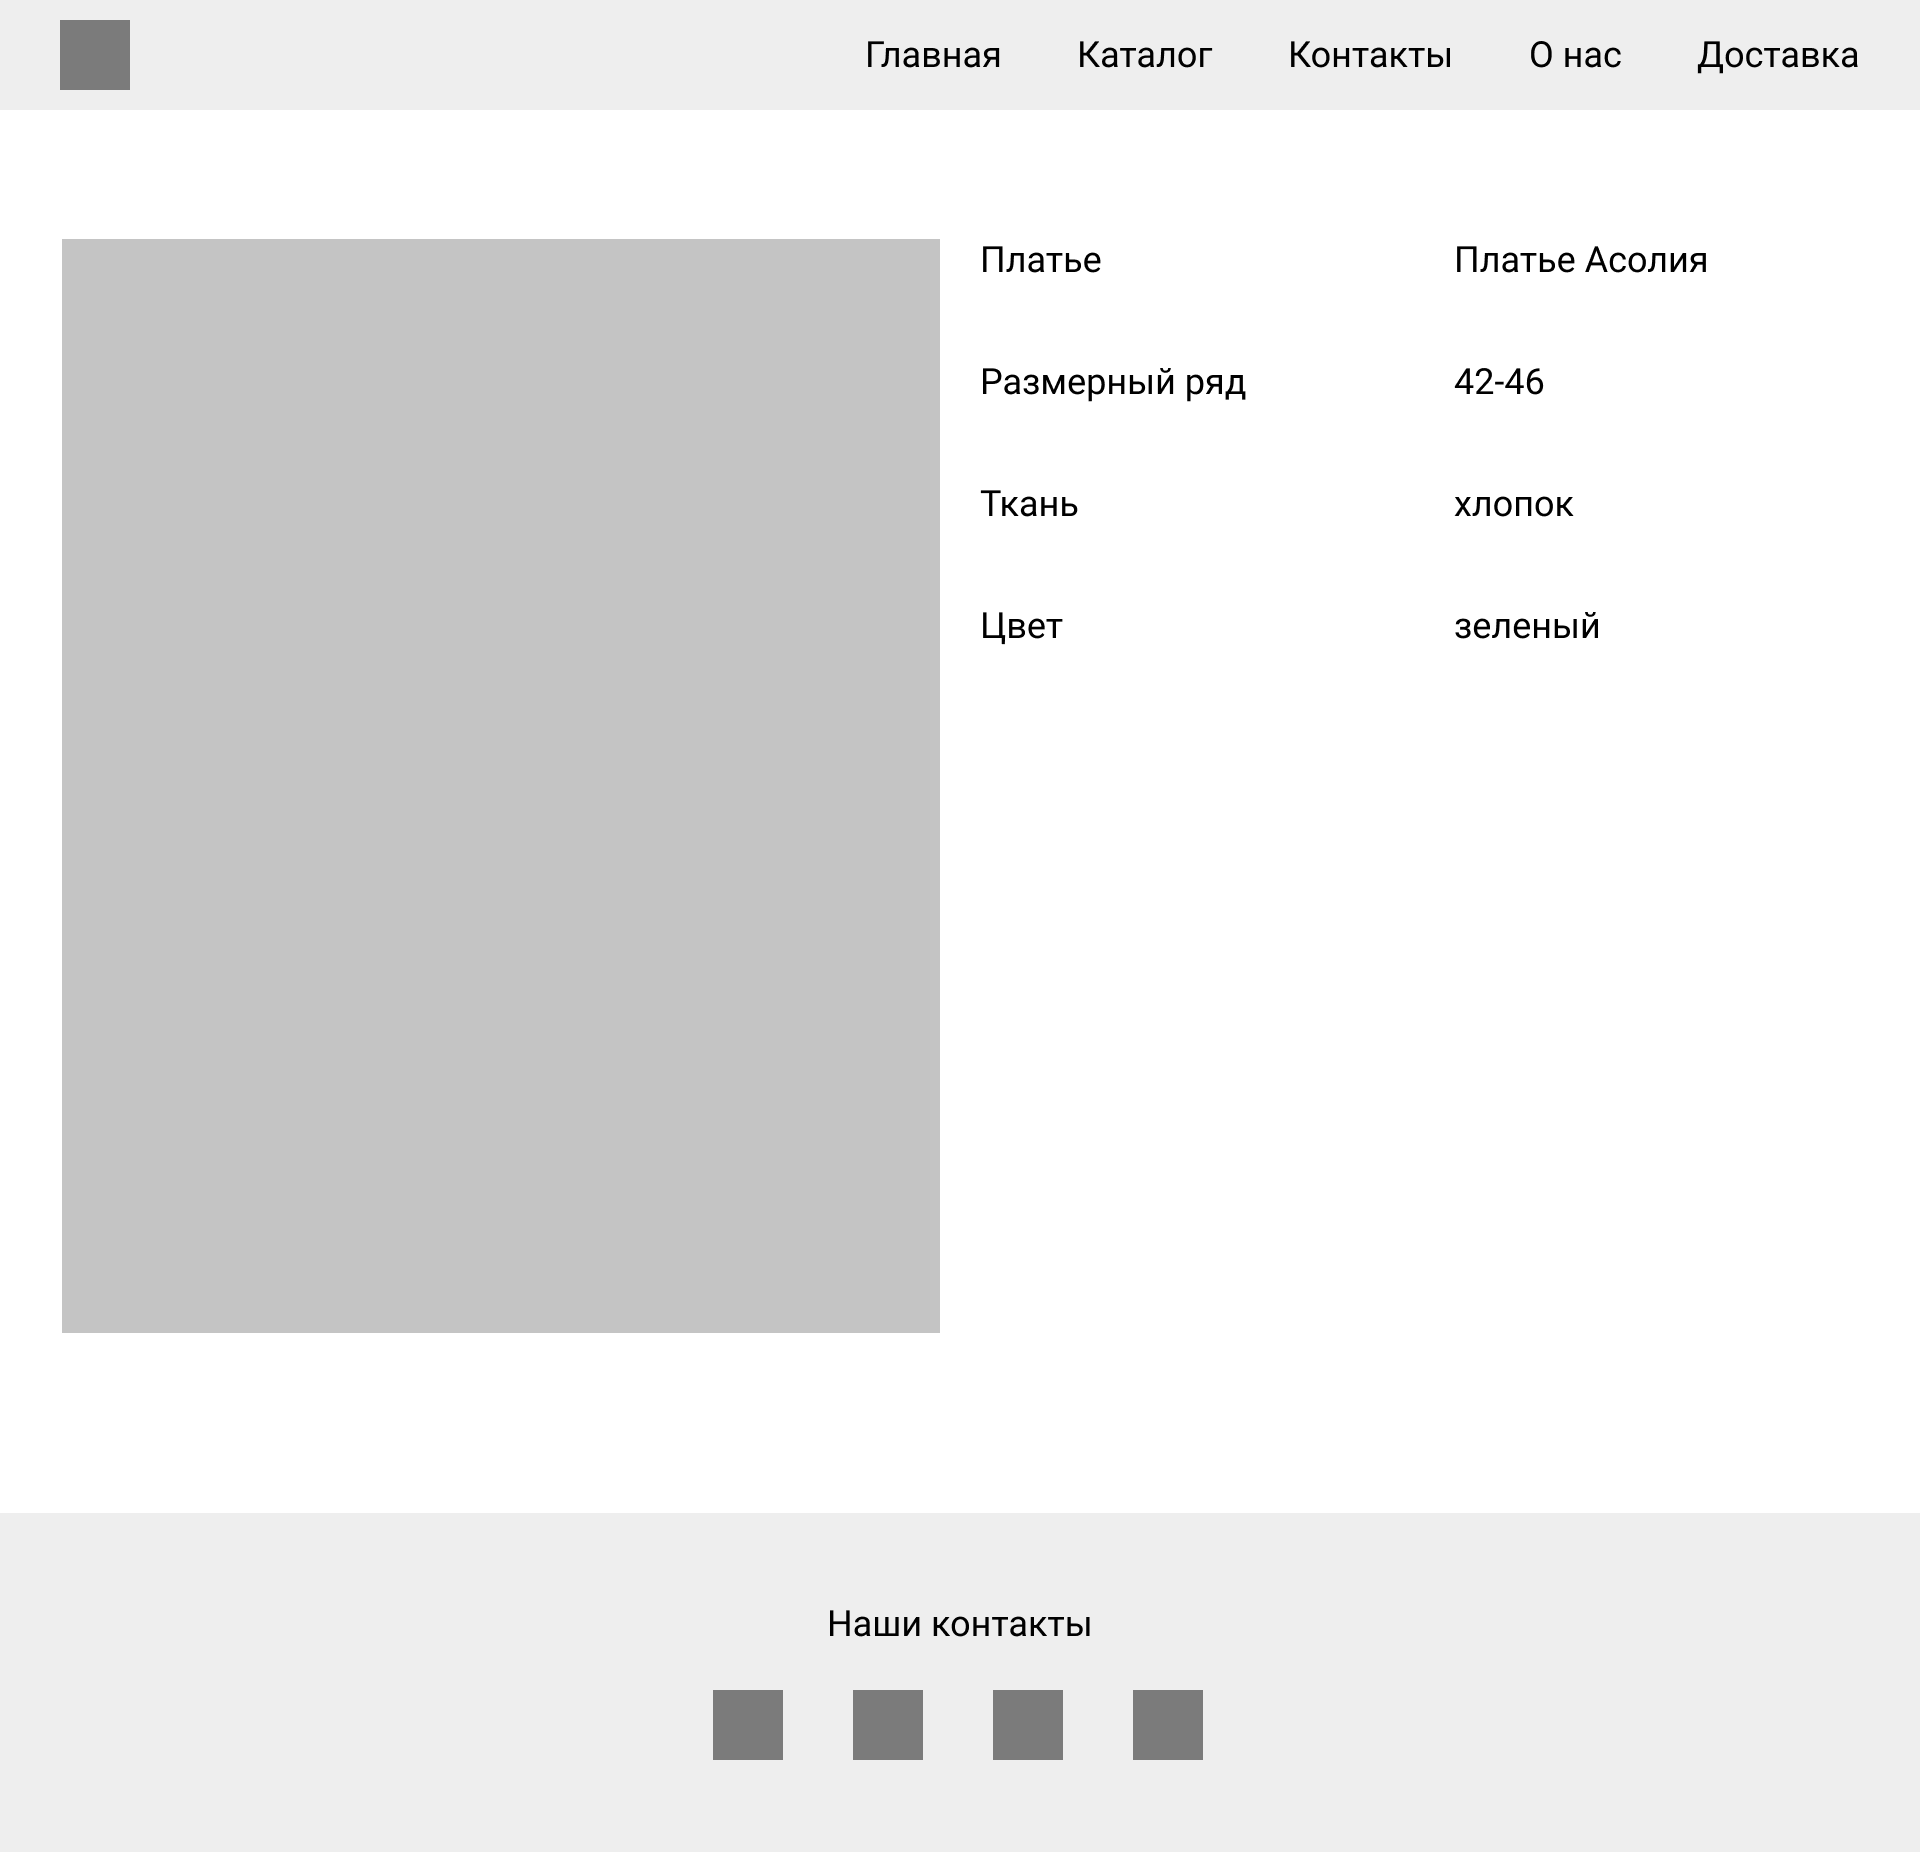 Главная Каталог Контакты О нас Доставка
Платье Платье Асолия
Размерный ряд 42-46
Ткань хлопок
Цвет зеленый
Наши контакты